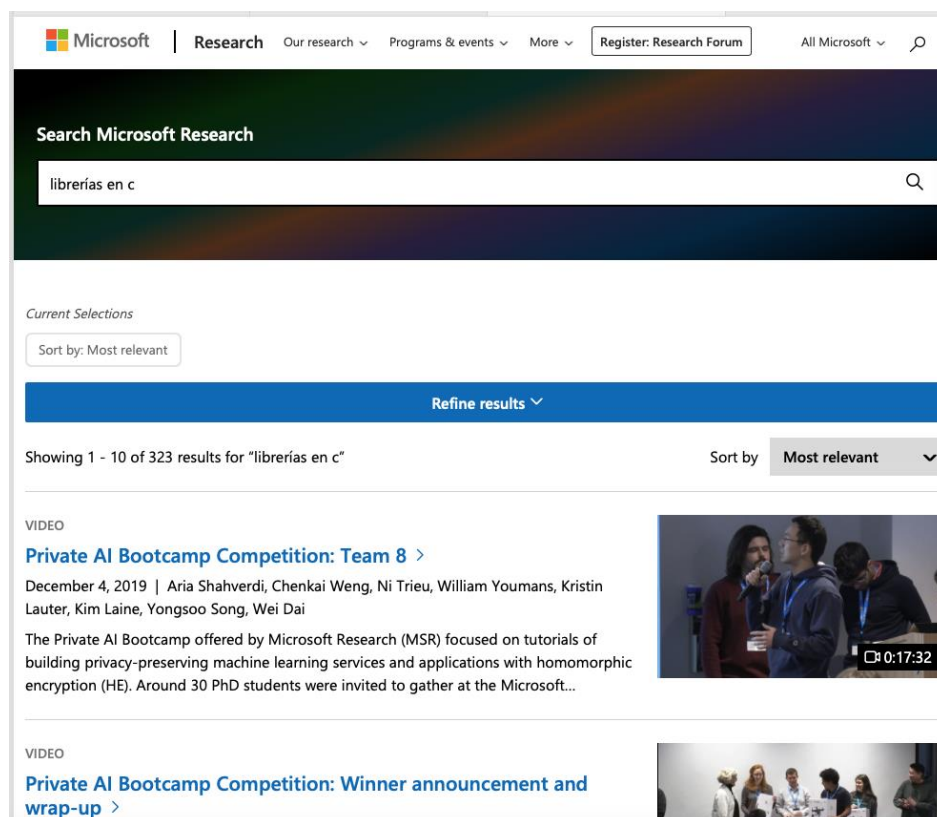 Microsoft Research Our research Programs & events More Register: Research Forum All Microsoft
Search Microsoft Research
librerías en c
Current Selections
Sort by: Most relevant
Refine results
Showing 1 - 10 of 323 results for "librerías en c" Sort by Most relevant
VIDEO
Private AI Bootcamp Competition: Team 8
December 4, 2019 | Aria Shahverdi, Chenkai Weng, Ni Trieu, William Youmans, Kristin
Lauter, Kim Laine, Yongsoo Song, Wei Dai
The Private AI Bootcamp offered by Microsoft Research (MSR) focused on tutorials of
building privacy-preserving machine learning services and applications with homomorphic
encryption (HE). Around 30 PhD students were invited to gather at the Microsoft...
0:17:32
VIDEO
Private AI Bootcamp Competition: Winner announcement and
wrap-up